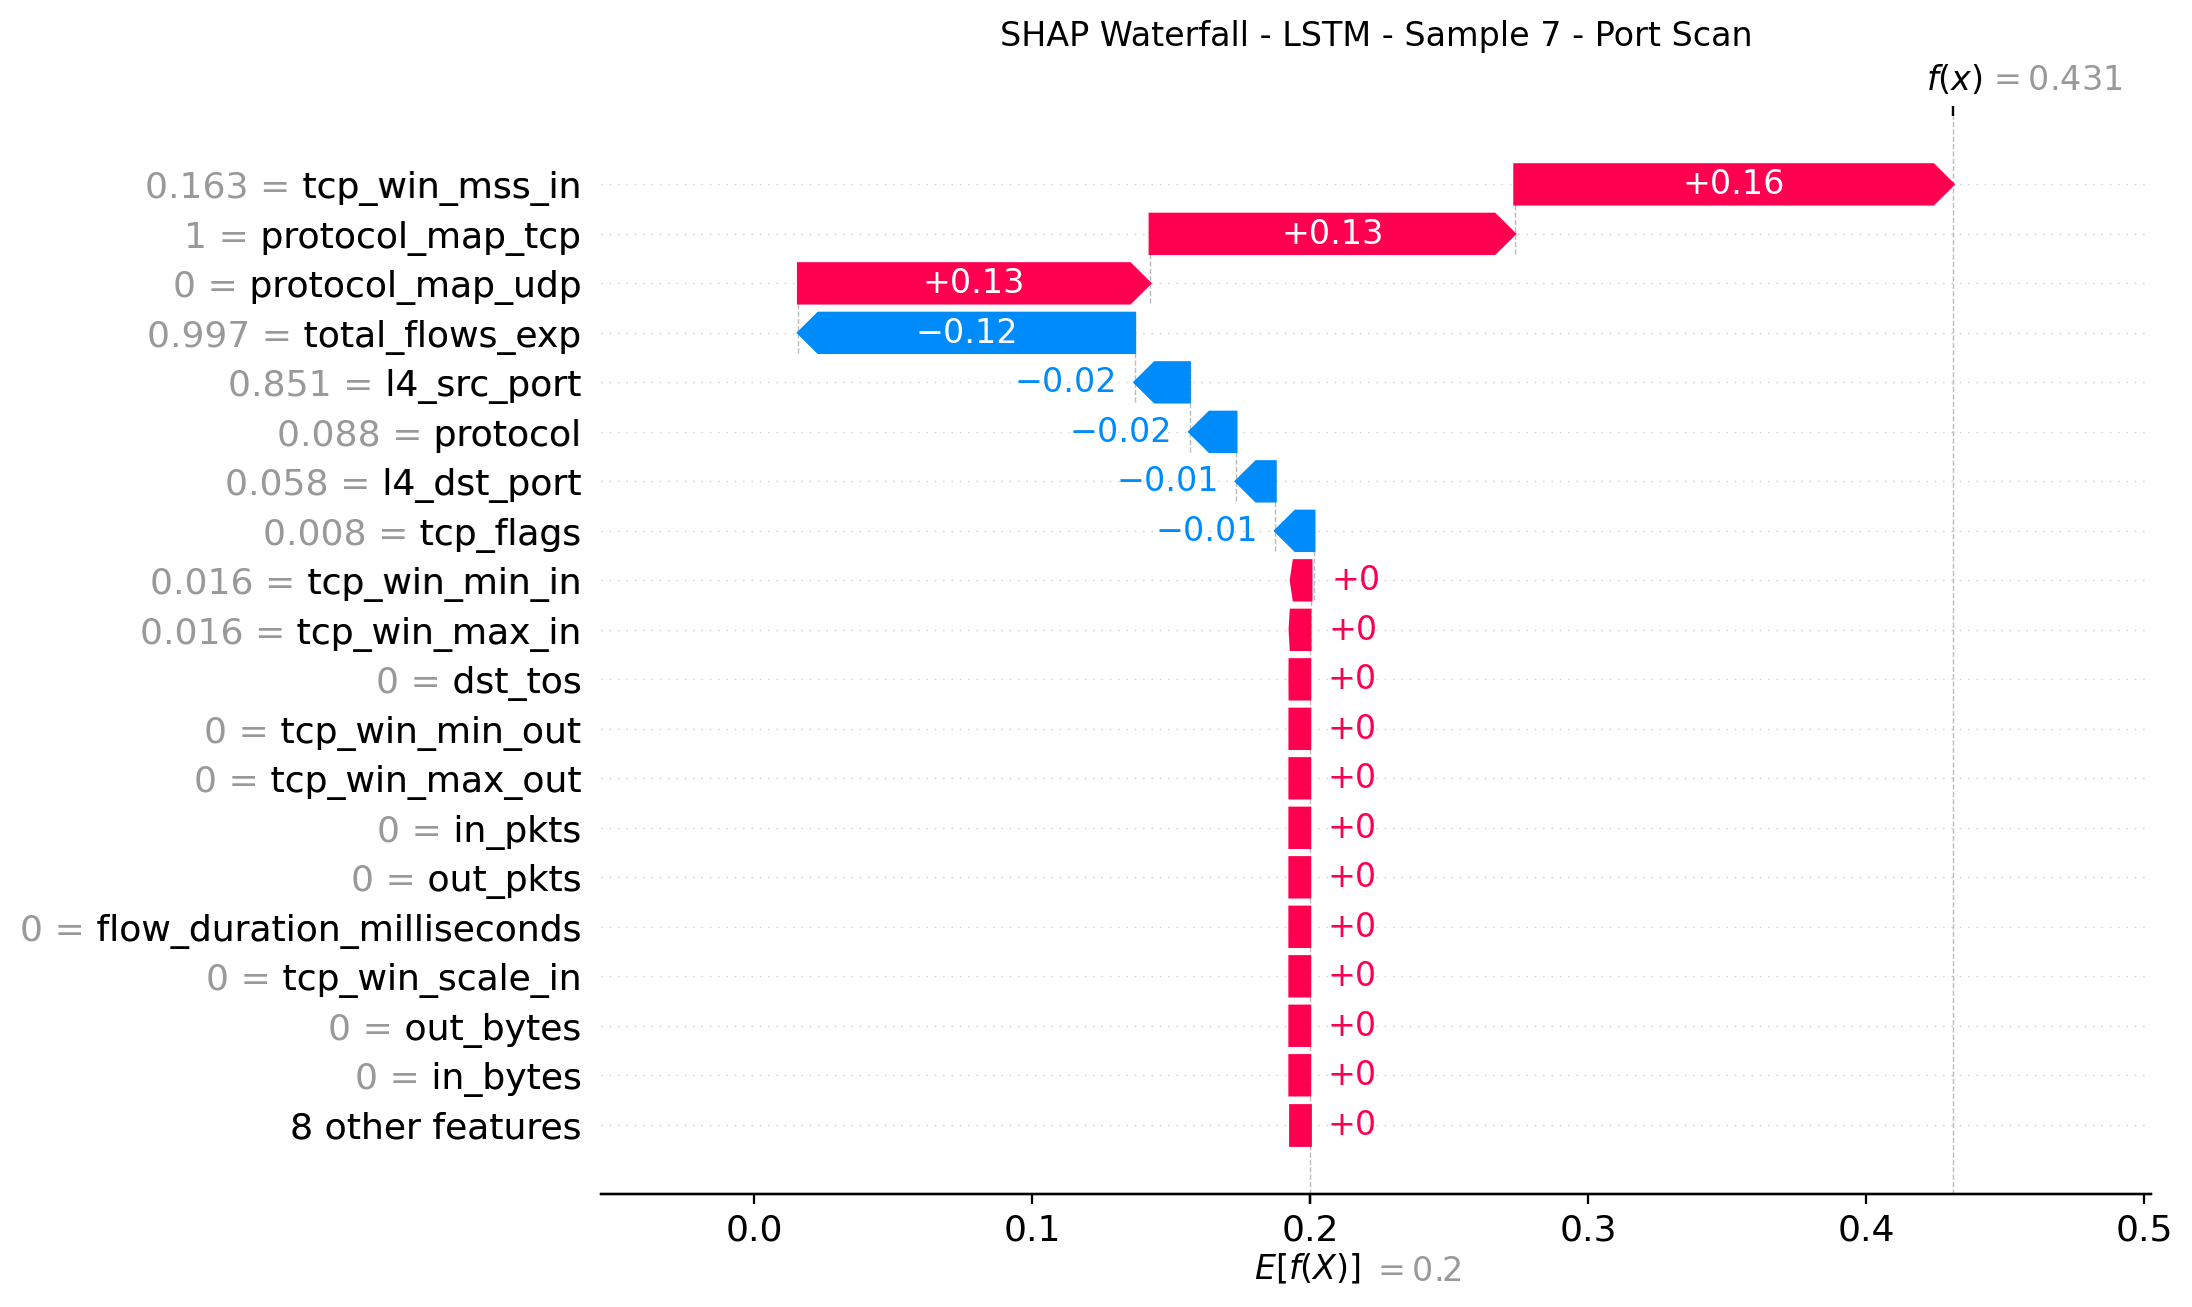 SHAP Waterfall - LSTM - Sample 7 - Port Scan
f(x) = 0.431
0.163 = tcp_win_mss_in +0.16
1 = protocol_map_tcp +0.13
0 = protocol_map_udp +0.13
0.997 = total_flows_exp −0.12
0.851 = l4_src_port −0.02
0.088 = protocol −0.02
0.058 = l4_dst_port −0.01
0.008 = tcp_flags −0.01
0.016 = tcp_win_min_in +0
0.016 = tcp_win_max_in +0
0 = dst_tos +0
0 = tcp_win_min_out +0
0 = tcp_win_max_out +0
0 = in_pkts +0
0 = out_pkts +0
0 = flow_duration_milliseconds +0
0 = tcp_win_scale_in +0
0 = out_bytes +0
0 = in_bytes +0
8 other features +0
0.0 0.1 0.2 0.3 0.4 0.5
E[f(X)] = 0.2